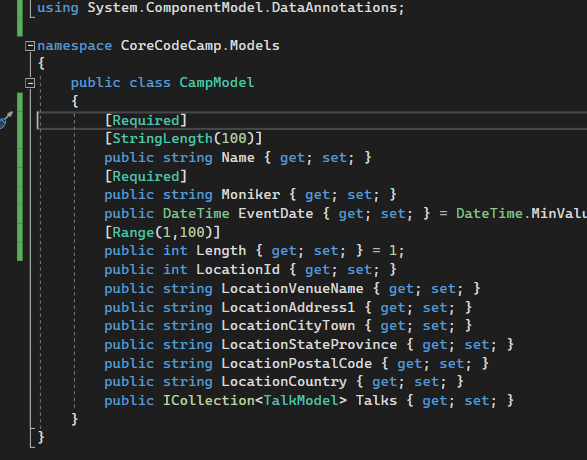 using System.ComponentModel.DataAnnotations;
namespace CoreCodeCamp.Models
{
public class CampModel
{
[Required]
[StringLength(100)]
public string Name { get; set; }
[Required]
public string Moniker { get; set; }
public DateTime EventDate { get; set; } = DateTime.MinValu
[Range(1,100)]
public int Length { get; set; } = 1;
public int LocationId { get; set; }
public string LocationVenueName { get; set; }
public string LocationAddress1 { get; set; }
public string LocationCityTown { get; set; }
public string LocationStateProvince { get; set; }
public string LocationPostalCode { get; set; }
public string LocationCountry { get; set; }
public ICollection<TalkModel> Talks { get; set; }
}
}